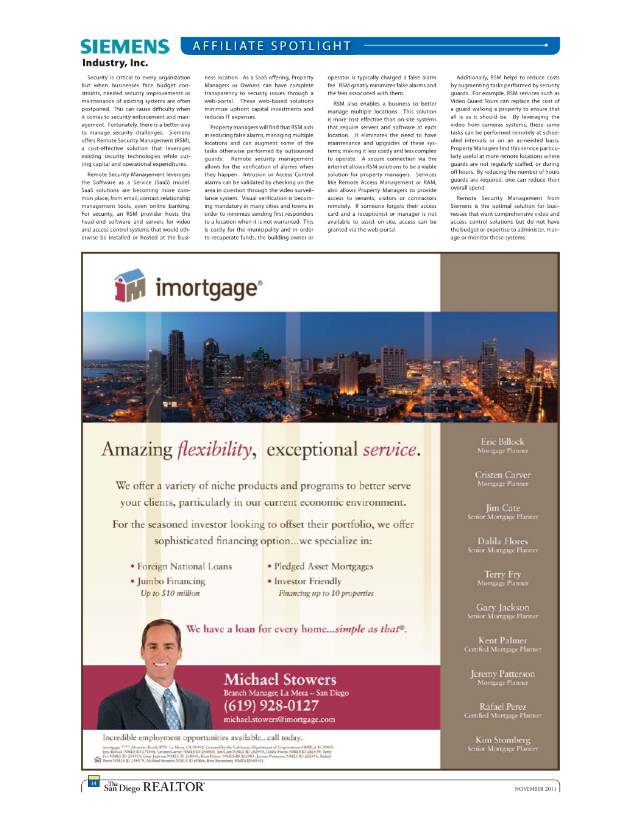 SIEMENS
AFFILIATE SPOTLIGHT
Industry, Inc.
Security is critical to every organization
but when businesses face budget con-
straints, needed security improvements or
maintenance of existing systems are often
postponed. This can cause difficulty when
it comes to security enforcement and man-
agement. Fortunately, there is a better way
to manage security challenges. Siemens
offers Remote Security Management (RSM),
a cost-effective solution that leverages
existing security technologies while cut-
ting capital and operational expenditures.
Remote Security Management leverages
the Software as a Service (SaaS) model.
SaaS solutions are becoming more com-
mon place; from email, contact relationship
management tools, even online banking.
For security, an RSM provider hosts the
head-end software and servers for video
and access control systems that would oth-
erwise be installed or hosted at the busi-
ness location. As a SaaS offering, Property
Managers or Owners can have complete
transparency to security issues through a
web-portal. These web-based solutions
minimize upfront capital investments and
reduces IT expenses.
Property managers will find that RSM aids
in reducing false alarms, managing multiple
locations and can augment some of the
tasks otherwise performed by outsourced
guards. Remote security management
allows for the verification of alarms when
they happen. Intrusion or Access Control
alarms can be validated by checking on the
area in question through the video surveil-
lance system. Visual verification is becom-
ing mandatory in many cities and towns in
order to minimize sending first responders
to a location when it is not warranted. This
is costly for the municipality and in order
to recuperate funds, the building owner or
operator is typically charged a false alarm
fee. RSM greatly minimizes false alarms and
the fees associated with them.
RSM also enables a business to better
manage multiple locations. This solution
is more cost effective than on-site systems
that require servers and software at each
location. It eliminates the need to have
maintenance and upgrades of these sys-
tems; making it less costly and less complex
to operate. A secure connection via the
internet allows RSM solutions to be a viable
solution for property managers. Services
like Remote Access Management or RAM,
also allows Property Managers to provide
access to tenants, visitors or contractors
remotely. If someone forgets their access
card and a receptionist or manager is not
available to assist on-site, access can be
granted via the web-portal.
Additionally, RSM helps to reduce costs
by augmenting tasks performed by security
guards. For example, RSM services such as
Video Guard Tours can replace the cost of
a guard walking a property to ensure that
all is as it should be. By leveraging the
video from cameras systems, these same
tasks can be performed remotely at sched-
uled intervals or on an as-needed basis.
Property Managers find this service particu-
larly useful at more remote locations where
guards are not regularly staffed, or during
off hours. By reducing the number of hours
guards are required, one can reduce their
overall spend.
Remote Security Management from
Siemens is the optimal solution for busi-
nesses that want comprehensive video and
access control solutions but do not have
the budget or expertise to administer, man-
age or monitor these systems.
imortgage®
Amazing flexibility, exceptional service.
We offer a variety of niche products and programs to better serve
your clients, particularly in our current economic environment.
For the seasoned investor looking to offset their portfolio, we offer
sophisticated financing option...we specialize in:
• Foreign National Loans
• Jumbo Financing
Up to $10 million
• Pledged Asset Mortgages
• Investor Friendly
Financing up to 10 properties
We have a loan for every home...simple as that®.
Michael Stowers
Branch Manager, La Mesa – San Diego
(619) 928-0127
michael.stowers@imortgage.com
Incredible employment opportunities available...call today.
Eric Billock
Mortgage Planner
Cristen Carver
Mortgage Planner
Jim Cate
Senior Mortgage Planner
Dalila Flores
Senior Mortgage Planner
Terry Fry
Mortgage Planner
Gary Jackson
Senior Mortgage Planner
Kent Palmer
Certified Mortgage Planner
Jeremy Patterson
Mortgage Planner
Rafael Perez
Certified Mortgage Planner
Kim Stromberg
Senior Mortgage Planner
14
The
San Diego REALTOR®
NOVEMBER 2011